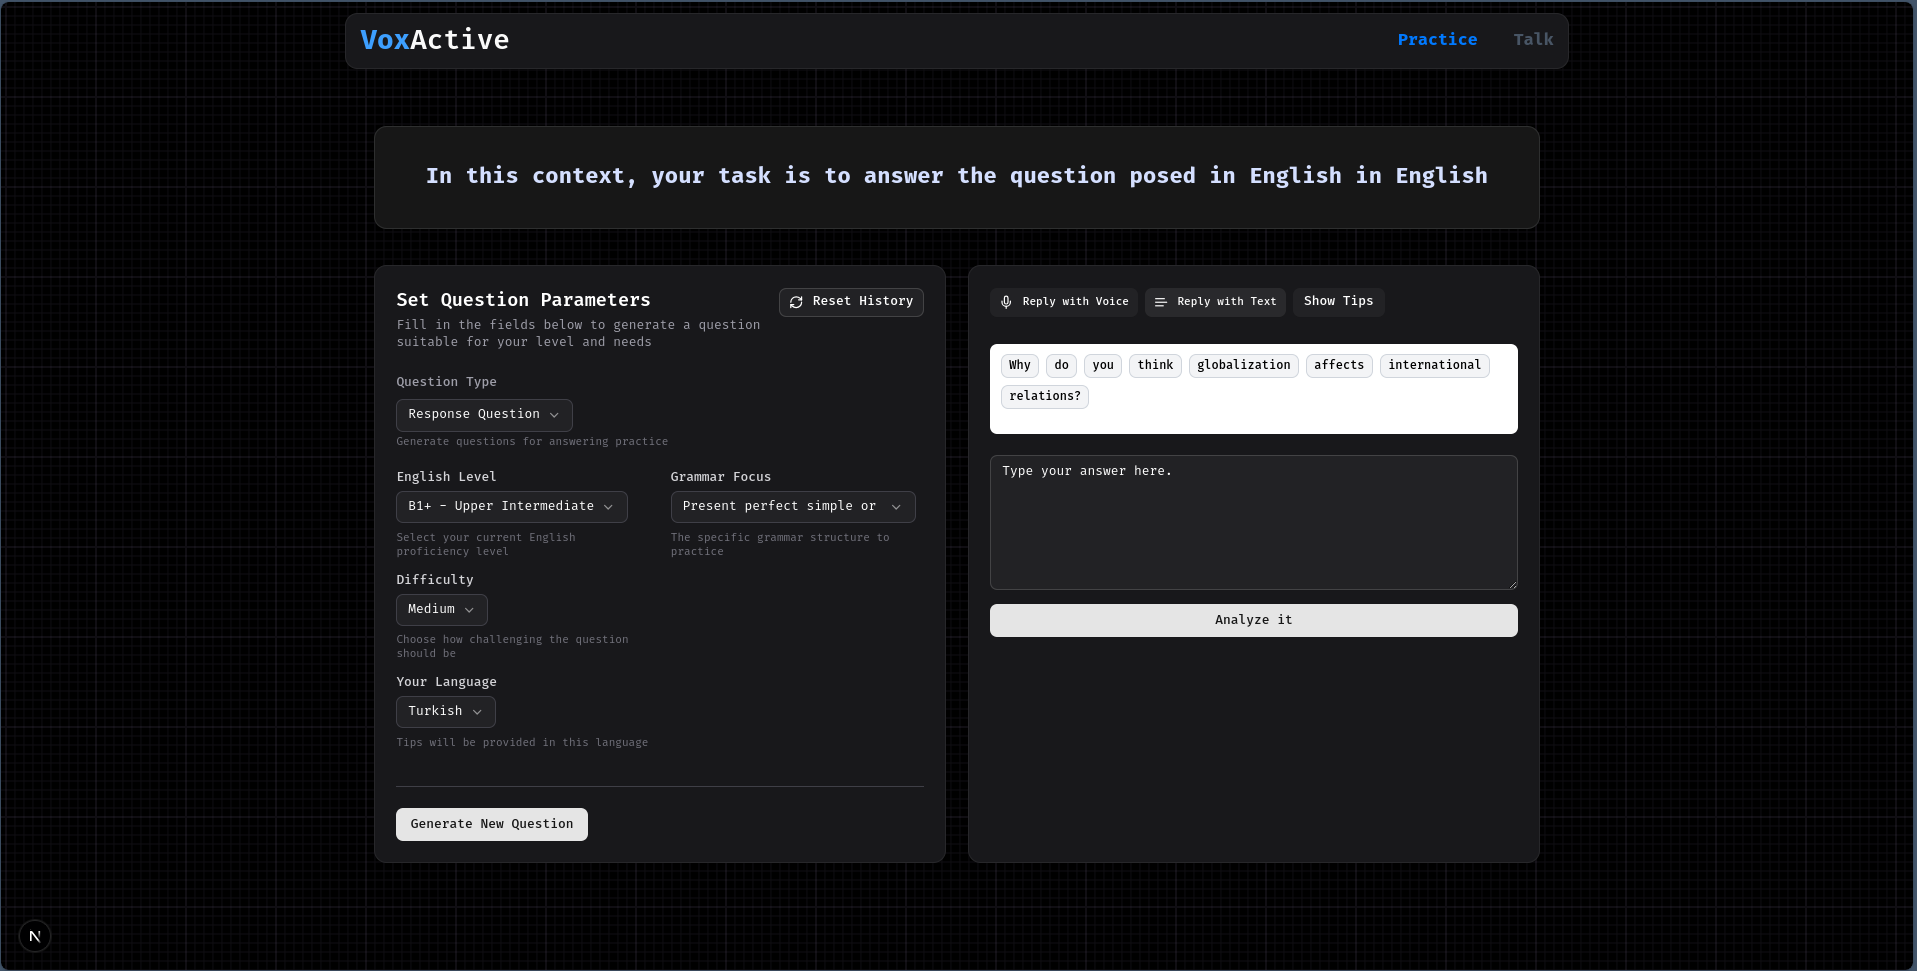 VoxActive
Practice Talk
In this context, your task is to answer the question posed in English in English
Set Question Parameters
Reset History
Fill in the fields below to generate a question
suitable for your level and needs
Question Type
Response Question
Generate questions for answering practice
English Level
B1+ - Upper Intermediate
Select your current English
proficiency level
Grammar Focus
Present perfect simple or
The specific grammar structure to
practice
Difficulty
Medium
Choose how challenging the question
should be
Your Language
Turkish
Tips will be provided in this language
Generate New Question
Reply with Voice Reply with Text Show Tips
Why do you think globalization affects international
relations?
Type your answer here.
Analyze it
N